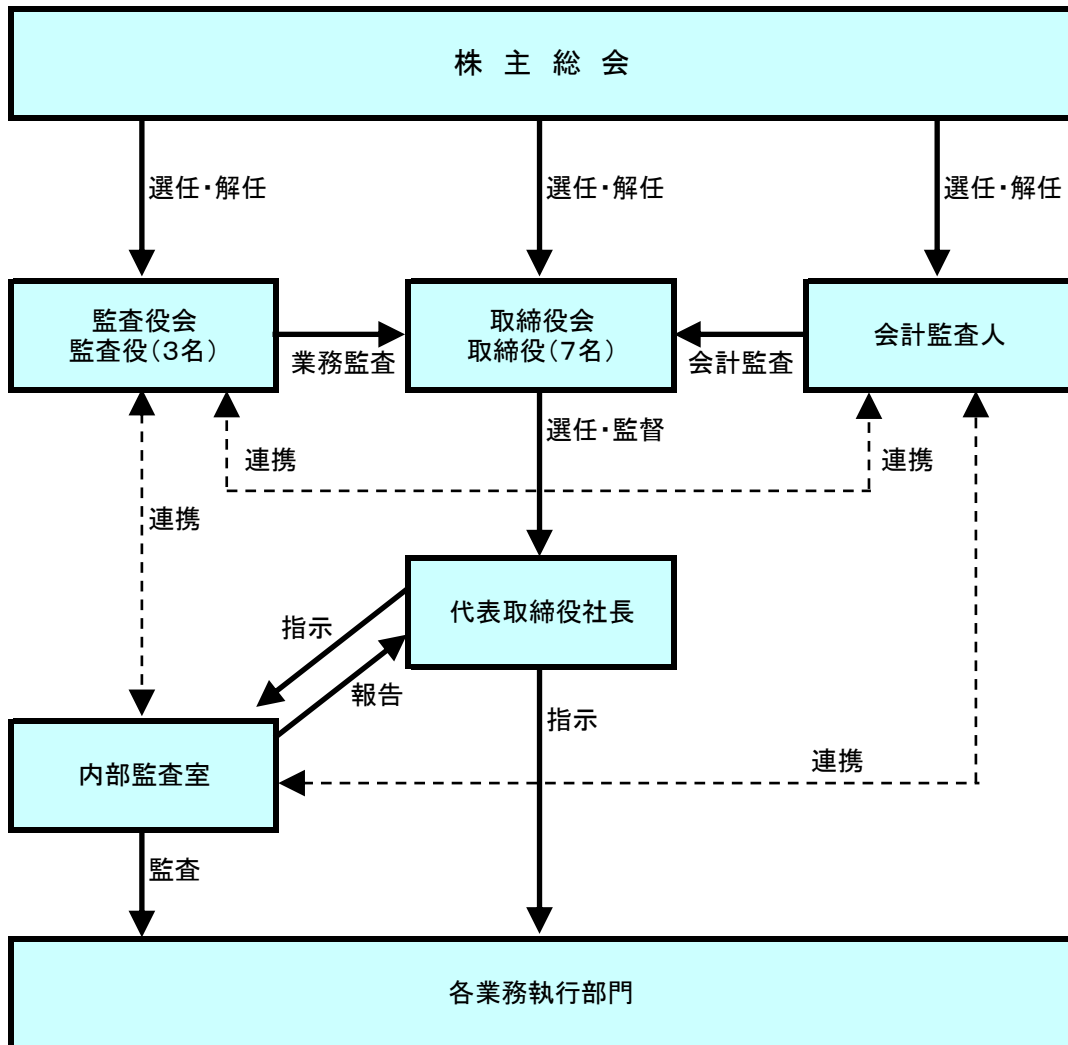 株 主 総 会
選任・解任
選任・解任
選任・解任
監査役会
監査役(3名)
業務監査
取締役会
取締役(7名)
会計監査
会計監査人
選任・監督
連携
連携
連携
代表取締役社長
指示
報告
指示
内部監査室
連携
監査
各業務執行部門